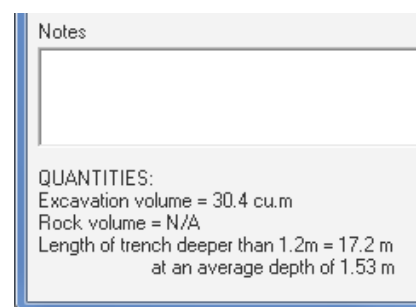 Notes
QUANTITIES:
Excavation volume = 30.4 cu.m
Rock volume = N/A
Length of trench deeper than 1.2m = 17.2 m
at an average depth of 1.53 m